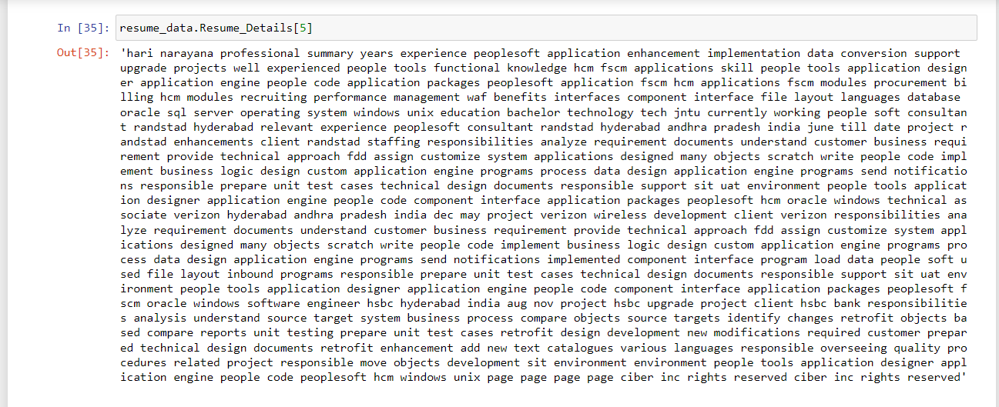 In [35]: resume_data.Resume_Details[5]
Out[35]: 'hari narayana professional summary years experience peoplesoft application enhancement implementation data conversion support
upgrade projects well experienced people tools functional knowledge hcm fscm applications skill people tools application design
er application engine people code application packages peoplesoft application fscm hcm applications fscm modules procurement bi
lling hcm modules recruiting performance management waf benefits interfaces component interface file layout languages database
oracle sql server operating system windows unix education bachelor technology tech jntu currently working people soft consultan
t randstad hyderabad relevant experience peoplesoft consultant randstad hyderabad andhra pradesh india june till date project r
andstad enhancements client randstad staffing responsibilities analyze requirement documents understand customer business requi
rement provide technical approach fdd assign customize system applications designed many objects scratch write people code impl
ement business logic design custom application engine programs process data design application engine programs send notificatio
ns responsible prepare unit test cases technical design documents responsible support sit uat environment people tools applicat
ion designer application engine people code component interface application packages peoplesoft hcm oracle windows technical as
sociate verizon hyderabad andhra pradesh india dec may project verizon wireless development client verizon responsibilities ana
lyze requirement documents understand customer business requirement provide technical approach fdd assign customize system appl
ications designed many objects scratch write people code implement business logic design custom application engine programs pro
cess data design application engine programs send notifications implemented component interface program load data people soft u
sed file layout inbound programs responsible prepare unit test cases technical design documents responsible support sit uat env
ironment people tools application designer application engine people code component interface application packages peoplesoft f
scm oracle windows software engineer hsbc hyderabad india aug nov project hsbc upgrade project client hsbc bank responsibilitie
s analysis understand source target system business process compare objects source targets identify changes retrofit objects ba
sed compare reports unit testing prepare unit test cases retrofit design development new modifications required customer prepar
ed technical design documents retrofit enhancement add new text catalogues various languages responsible overseeing quality pro
cedures related project responsible move objects development sit environment environment people tools application designer appl
ication engine people code peoplesoft hcm windows unix page page page page ciber inc rights reserved ciber inc rights reserved'